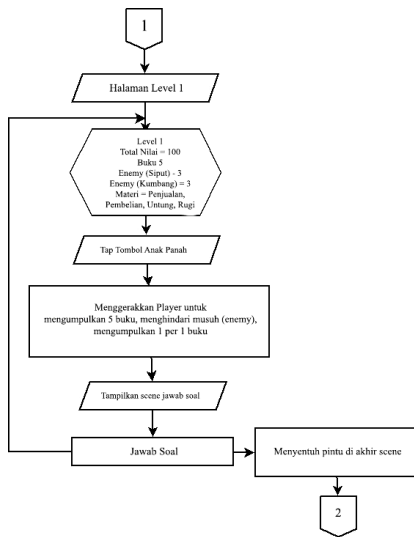 1
Halaman Level 1
Level 1
Total Nilai = 100
Buku 5
Enemy (Siput) - 3
Enemy (Kumbang) = 3
Materi = Penjualan,
Pembelian, Untung, Rugi
Tap Tombol Anak Panah
Menggerakkan Player untuk
mengumpulkan 5 buku, menghindari musuh (enemy),
mengumpulkan 1 per 1 buku
Tampilkan scene jawab soal
Jawab Soal
Menyentuh pintu di akhir scene
2